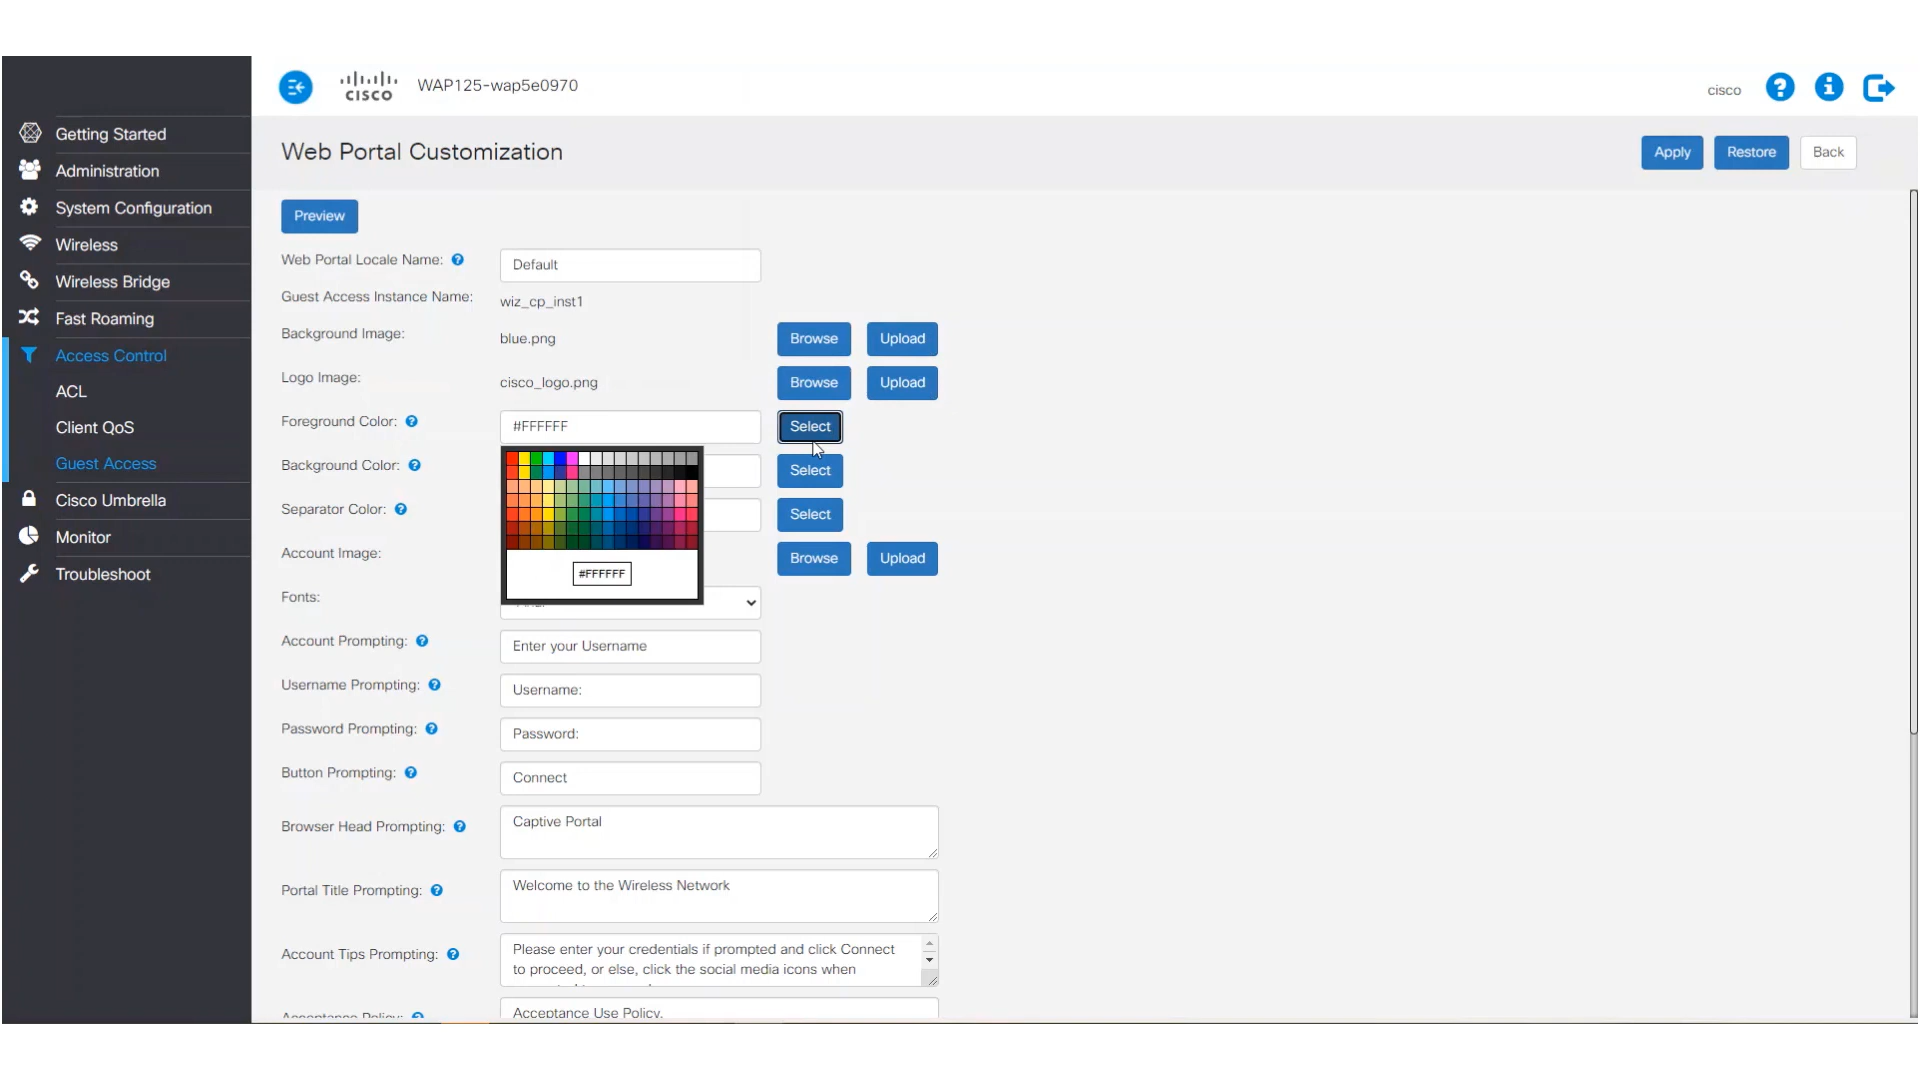 cisco
WAP125-wap5e0970
cisco
Getting Started
Administration
System Configuration
Wireless
Wireless Bridge
Fast Roaming
Access Control
ACL
Client QoS
Guest Access
Cisco Umbrella
Monitor
Troubleshoot
Web Portal Customization
Apply
Restore
Back
Preview
Web Portal Locale Name:
Default
Guest Access Instance Name:
wiz_cp_inst1
Background Image:
blue.png
Browse
Upload
Logo Image:
cisco_logo.png
Browse
Upload
Foreground Color:
#FFFFFF
Select
Background Color:
Select
Separator Color:
Select
Account Image:
Browse
Upload
#FFFFFF
Fonts:
Account Prompting:
Enter your Username
Username Prompting:
Username:
Password Prompting:
Password:
Button Prompting:
Connect
Browser Head Prompting:
Captive Portal
Portal Title Prompting:
Welcome to the Wireless Network
Account Tips Prompting:
Please enter your credentials if prompted and click Connect
to proceed, or else, click the social media icons when
Acceptance Policy:
Acceptance Use Policy.